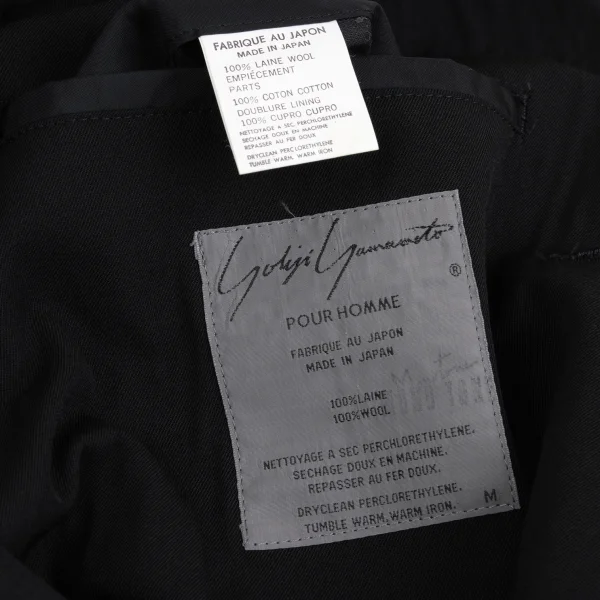 FABRIQUE AU JAPON
MADE IN JAPAN
100% LAINE WOOL
EMPIÉCEMENT
PARTS
100% COTON COTTON
DOUBLURE LINING
100% CUPRO CUPRO
NETTOYAGE A SEC PERCHLORETHYLENE
SECHAGE DOUX EN MACHINE
REPASSER AU FER DOUX
DRYCLEAN PERCLORETHYLENE
TUMBLE WARM, WARM IRON
Yohji Yamamoto
®
POUR HOMME
FABRIQUE AU JAPON
MADE IN JAPAN
100%LAINE
100%WOOL
NETTOYAGE A SEC PERCHLORETHYLENE.
SECHAGE DOUX EN MACHINE.
REPASSER AU FER DOUX.
DRYCLEAN PERCLORETHYLENE.
TUMBLE WARM, WARM IRON.
M